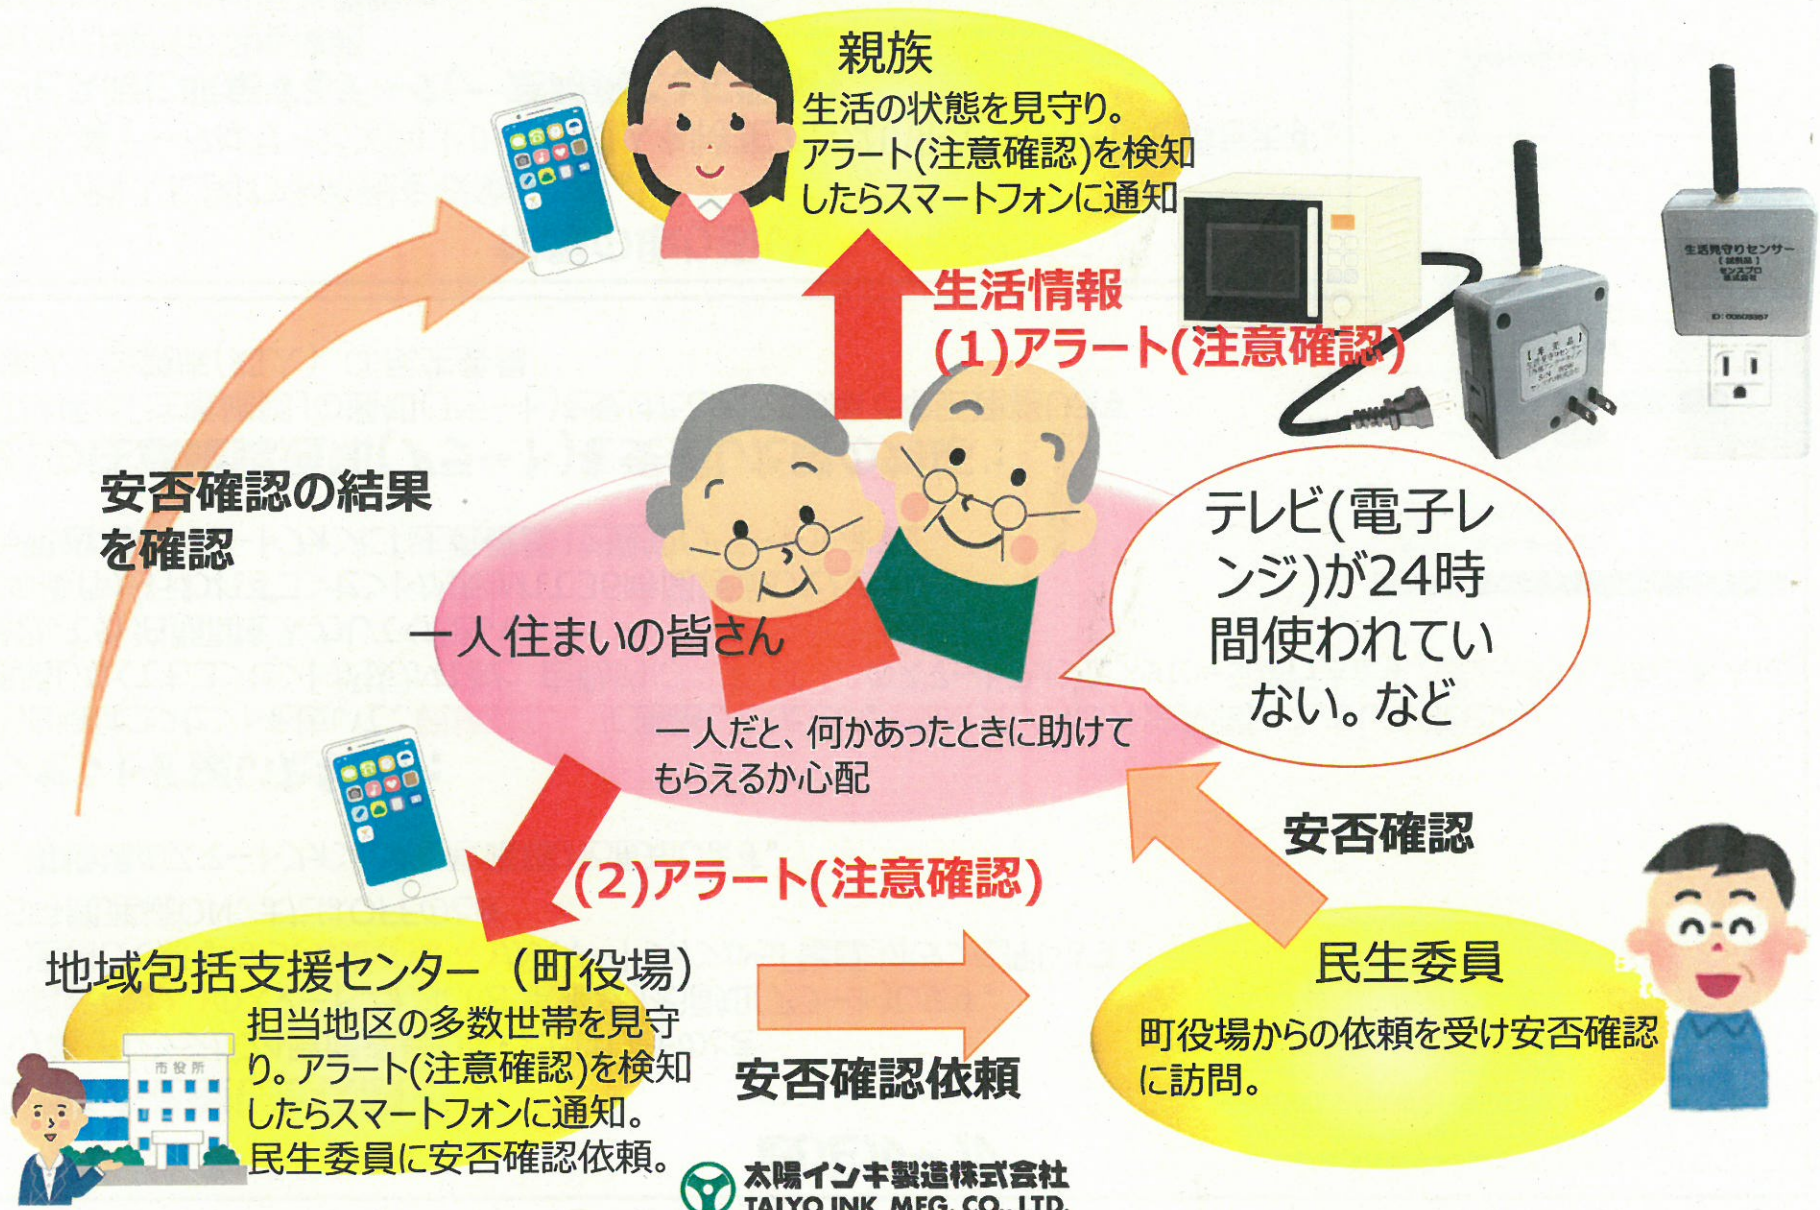 親族
生活の状態を見守り。
アラート(注意確認)を検知
したらスマートフォンに通知
生活情報
(1)アラート(注意確認)
生活見守りセンサー
センスプロ
株式会社
安否確認の結果
を確認
テレビ(電子レ
ンジ)が24時
間使われてい
ない。など
一人住まいの皆さん
一人だと、何かあったときに助けて
もらえるか心配
安否確認
(2)アラート(注意確認)
地域包括支援センター（町役場）
担当地区の多数世帯を見守
り。アラート(注意確認)を検知
したらスマートフォンに通知。
民生委員に安否確認依頼。
市役所
安否確認依頼
民生委員
町役場からの依頼を受け安否確認
に訪問。
太陽インキ製造株式会社
TAIYO INK MFG. CO., LTD.